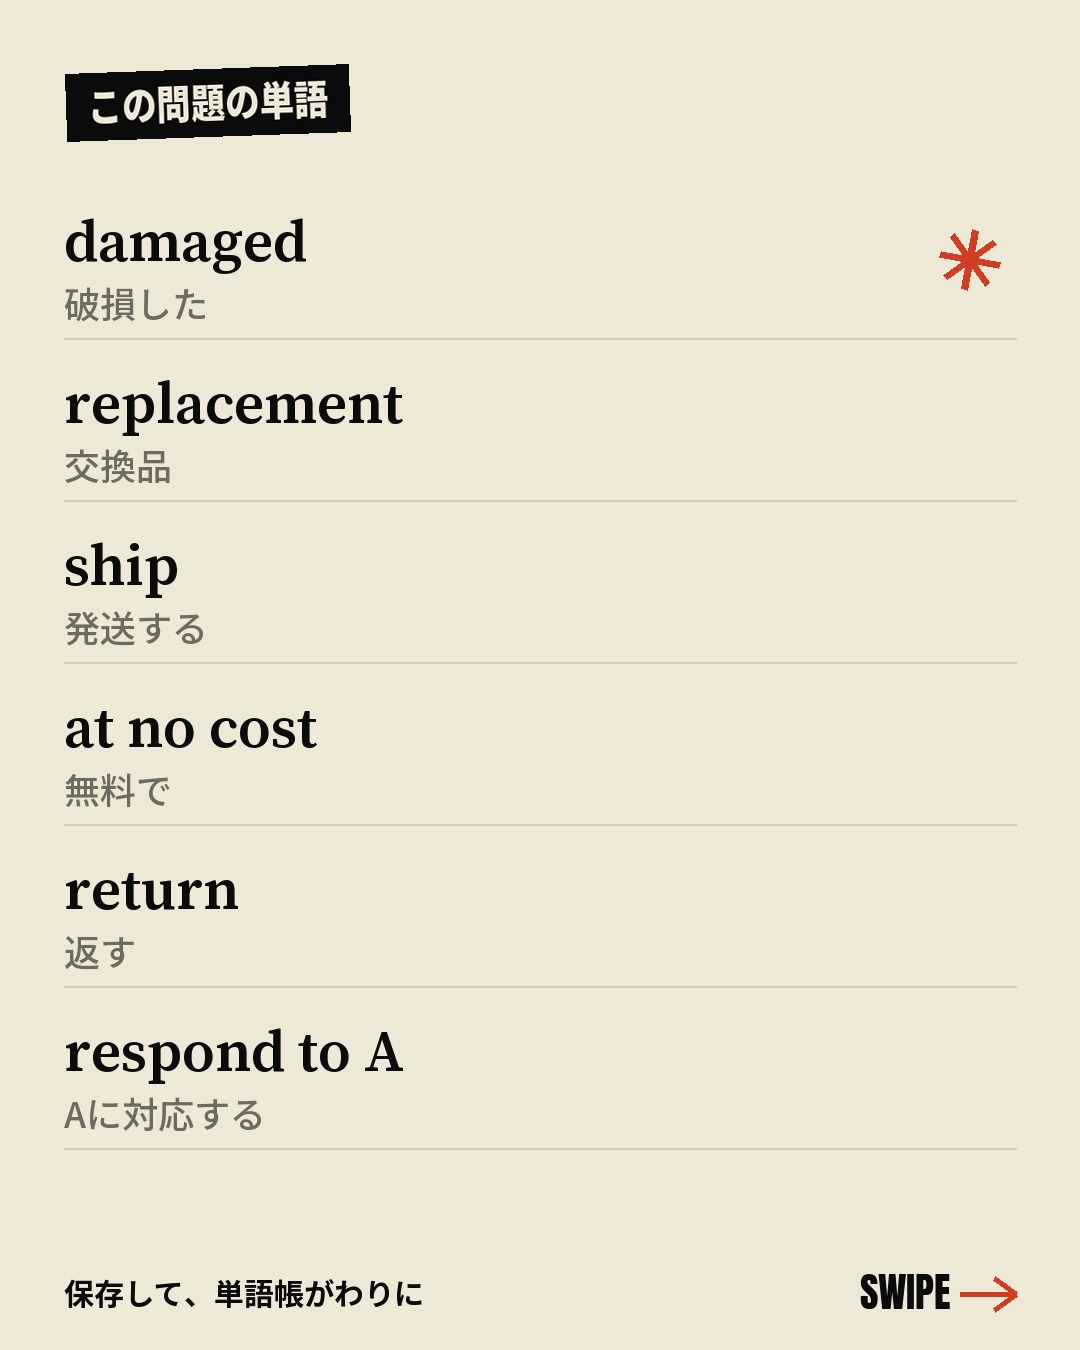 この問題の単語
damaged
破損した
replacement
交換品
ship
発送する
at no cost
無料で
return
返す
respond to A
Aに対応する
保存して、単語帳がわりに
SWIPE